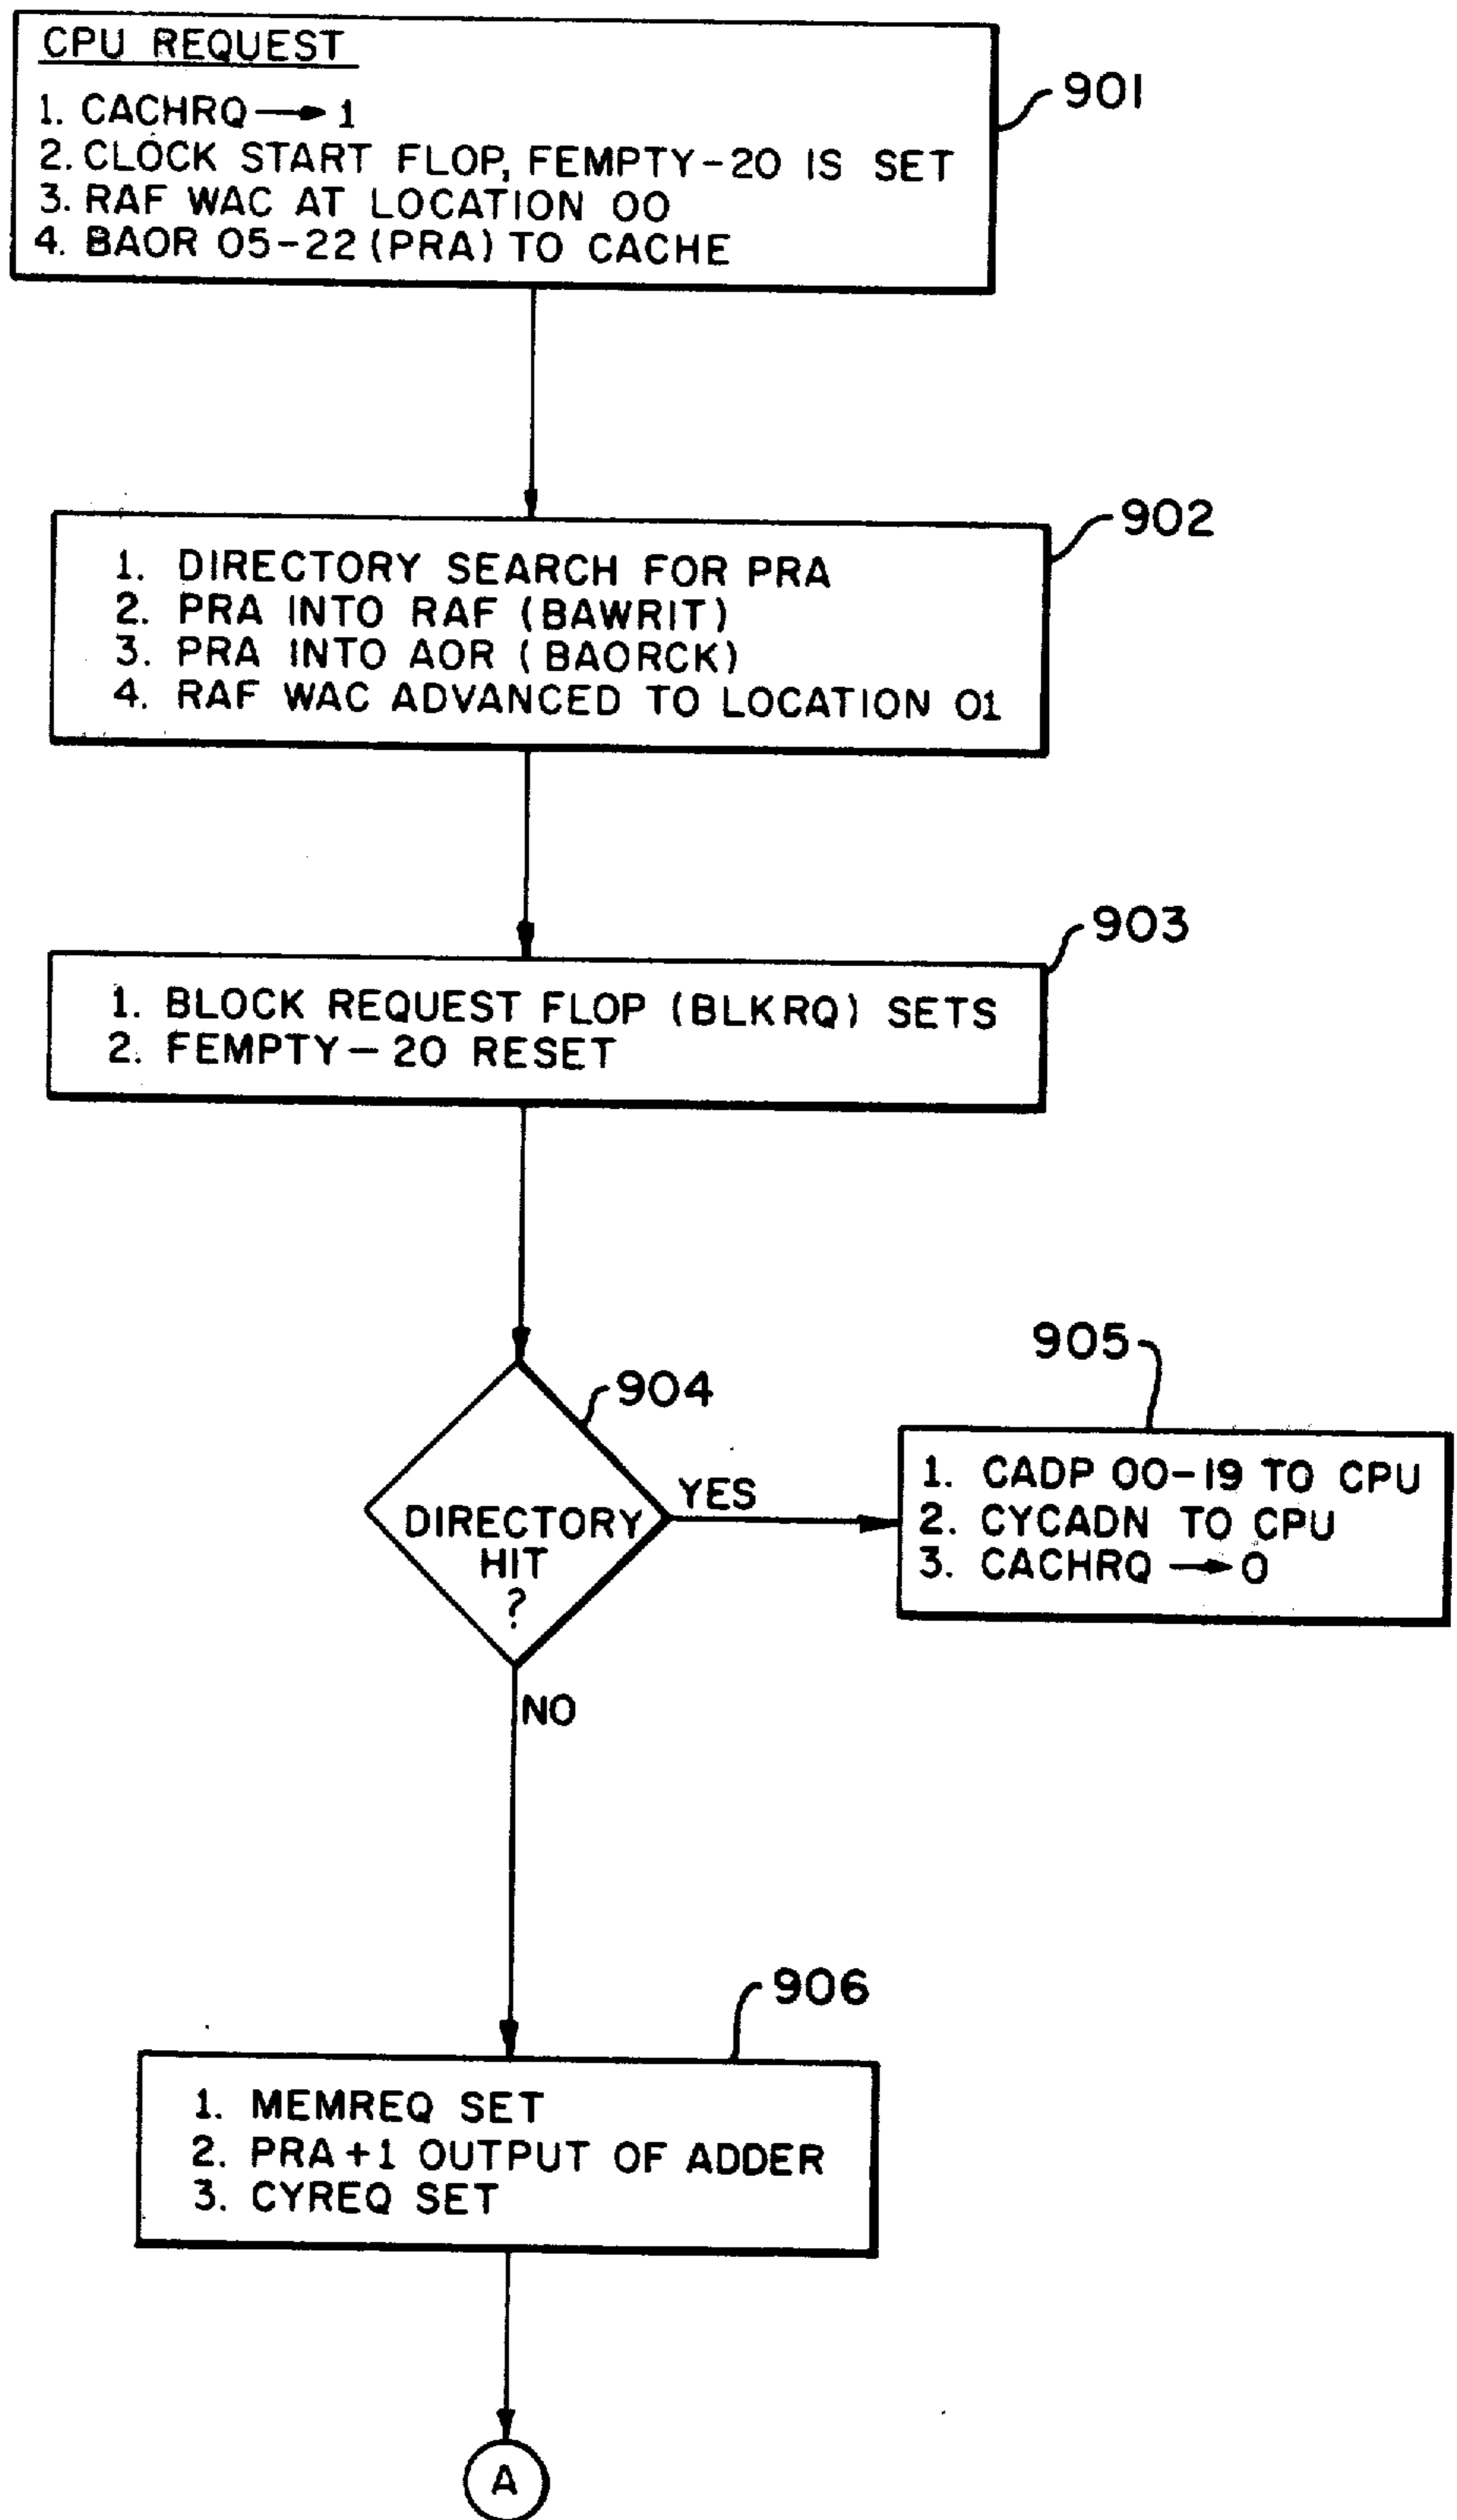 CPU REQUEST
1. CACHRQ → 1
2. CLOCK START FLOP, FEMPTY-20 IS SET
3. RAF WAC AT LOCATION 00
4. BAOR 05-22 (PRA) TO CACHE
901
902
1. DIRECTORY SEARCH FOR PRA
2. PRA INTO RAF (BAWRIT)
3. PRA INTO AOR (BAORCK)
4. RAF WAC ADVANCED TO LOCATION 01
903
1. BLOCK REQUEST FLOP (BLKRQ) SETS
2. FEMPTY-20 RESET
904
DIRECTORY
HIT
?
YES
905
1. CADP 00-19 TO CPU
2. CYCADN TO CPU
3. CACHRQ → 0
NO
906
1. MEMREQ SET
2. PRA+1 OUTPUT OF ADDER
3. CYREQ SET
A